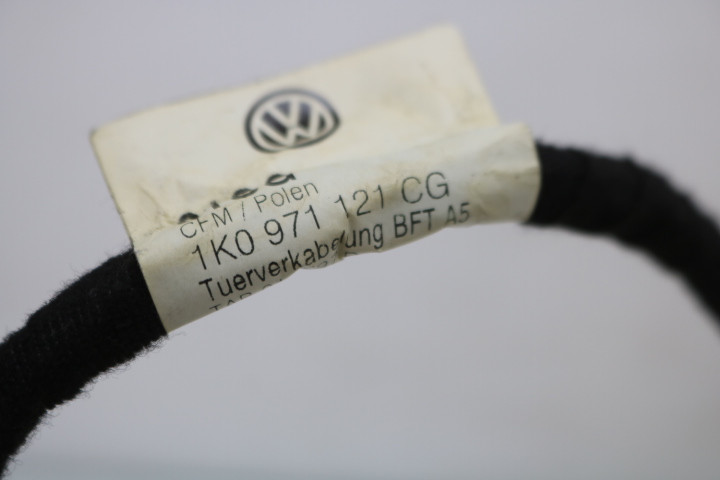 CFM / Polen
1K0 971 121 CG
Tuerverkabelung BFT A5